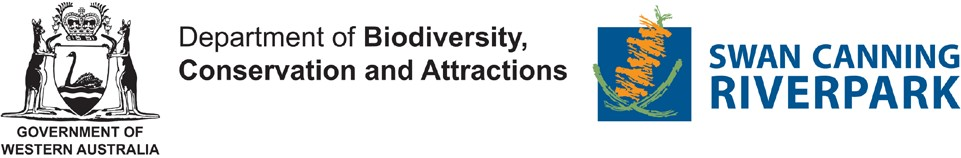 GOVERNMENT OF
WESTERN AUSTRALIA
Department of Biodiversity,
Conservation and Attractions
SWAN CANNING
RIVERPARK